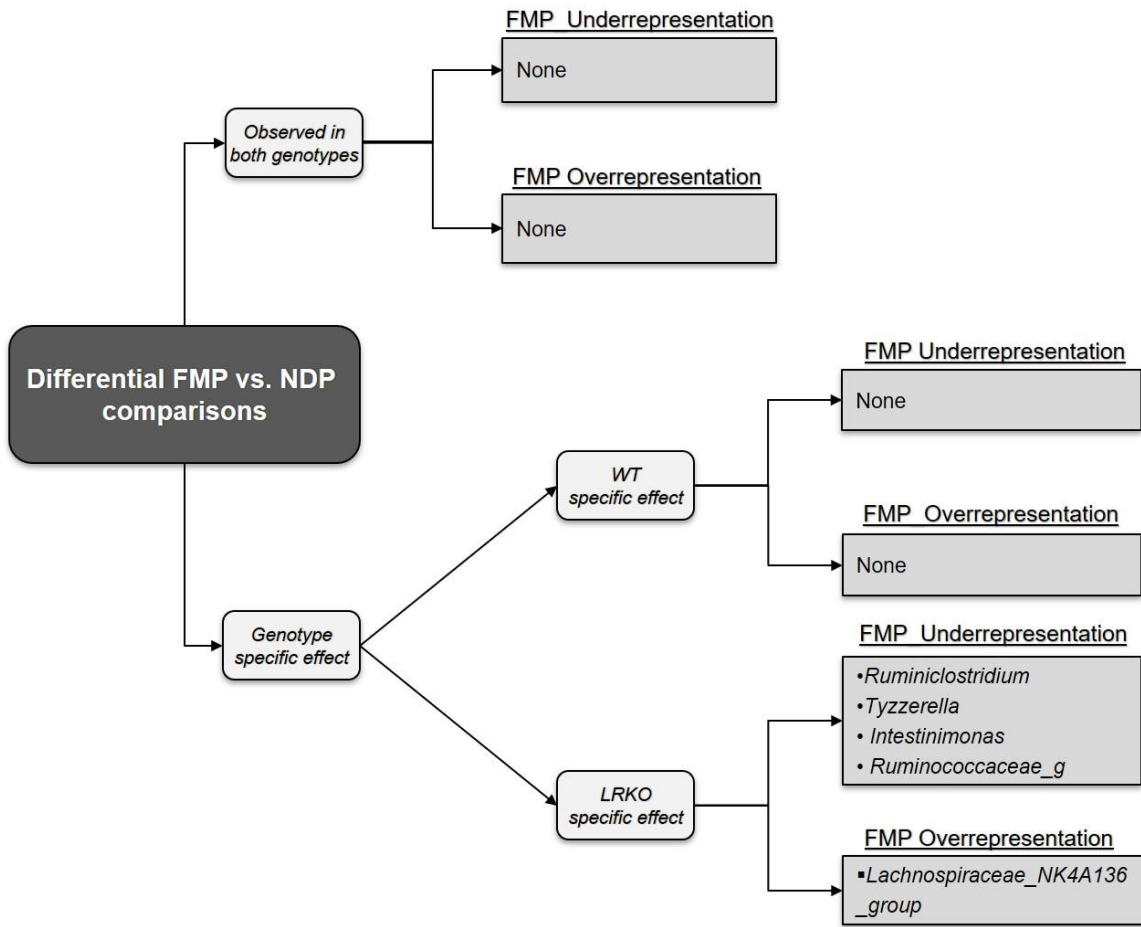 FMP_Underrepresentation
None
Observed in
both genotypes
FMP Overrepresentation
None
Differential FMP vs. NDP
comparisons
FMP Underrepresentation
None
WT
specific effect
FMP_Overrepresentation
None
Genotype
specific effect
FMP_Underrepresentation
•Ruminiclostridium
•Tyzzerella
• Intestinimonas
• Ruminococcaceae_g
LRKO
specific effect
FMP Overrepresentation
▪Lachnospiraceae_NK4A136
_group